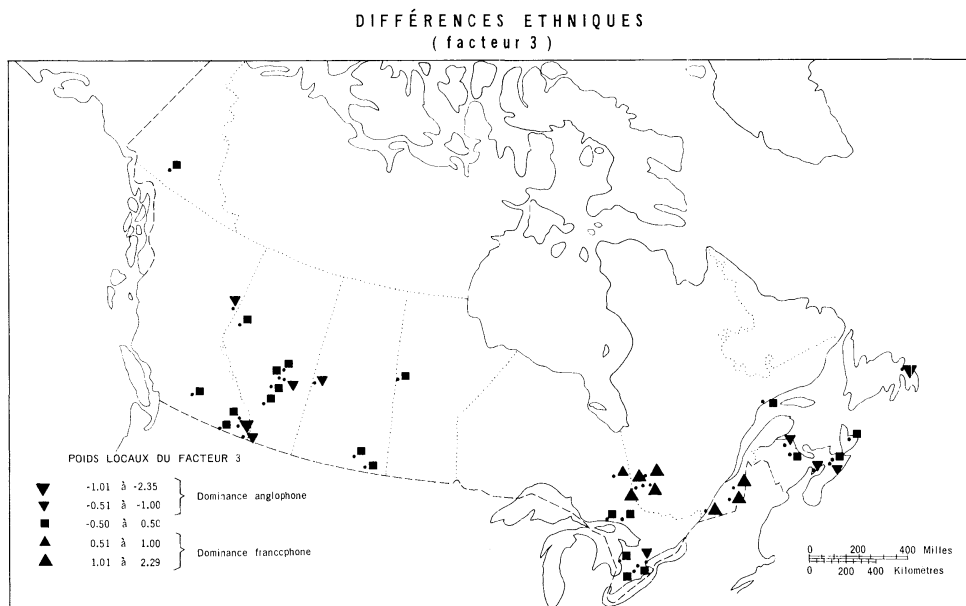 DIFFÉRENCES ETHNIQUES
(facteur 3)
POIDS LOCAUX DU FACTEUR 3
-1.01 à -2.35
-0.51 à -1.00
Dominance anglophone
-0.50 à 0.50
0.51 à 1.00
1.01 à 2.29
Dominance francophone
0 200 400 Milles
0 200 400 Kilometres